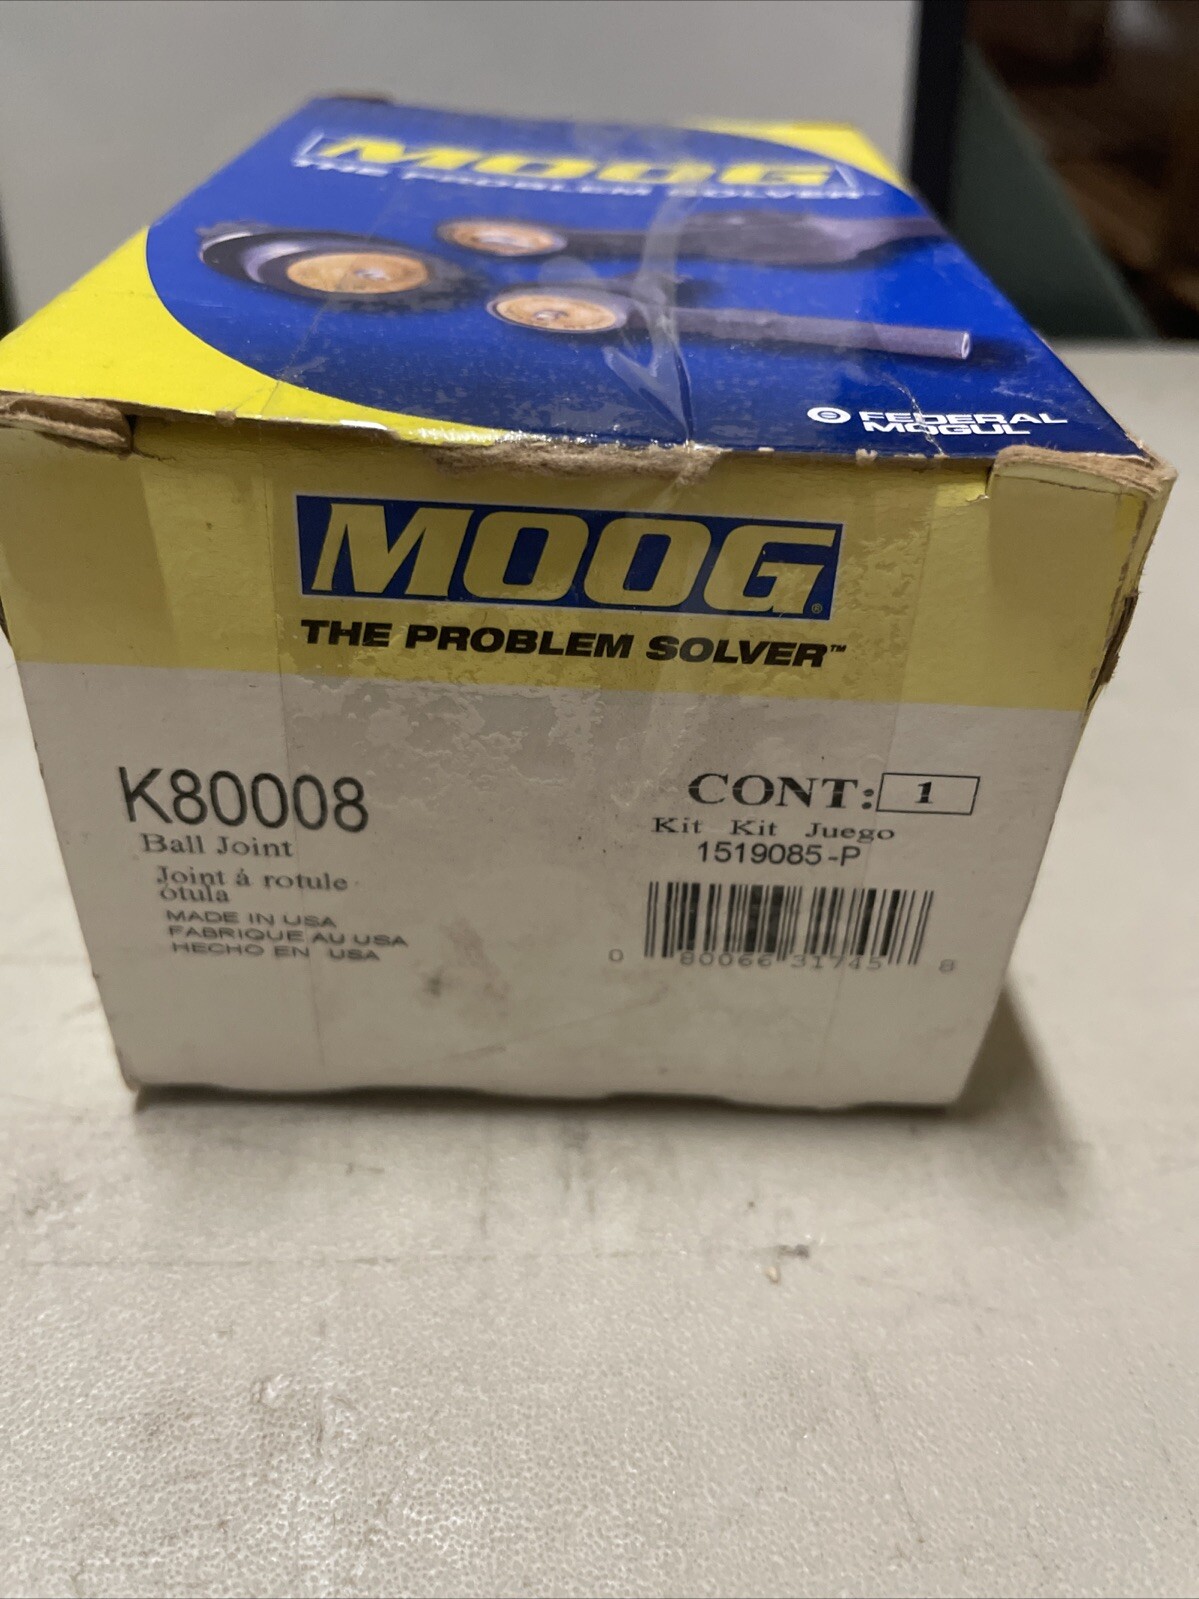 MOOG
THE PROBLEM SOLVER
FEDERAL
MOGUL
MOOG®
THE PROBLEM SOLVER™
K80008
Ball Joint
Joint á rotule
ótula
MADE IN USA
FABRIQUE AU USA
HECHO EN USA
CONT: 1
Kit Kit Juego
1519085-P
0 80066 31745 8